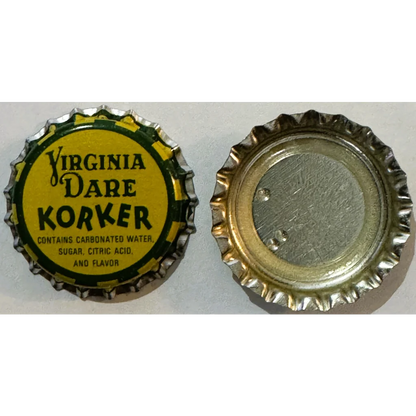 VIRGINIA
DARE
KORKER
CONTAINS CARBONATED WATER,
SUGAR, CITRIC ACID,
AND FLAVOR